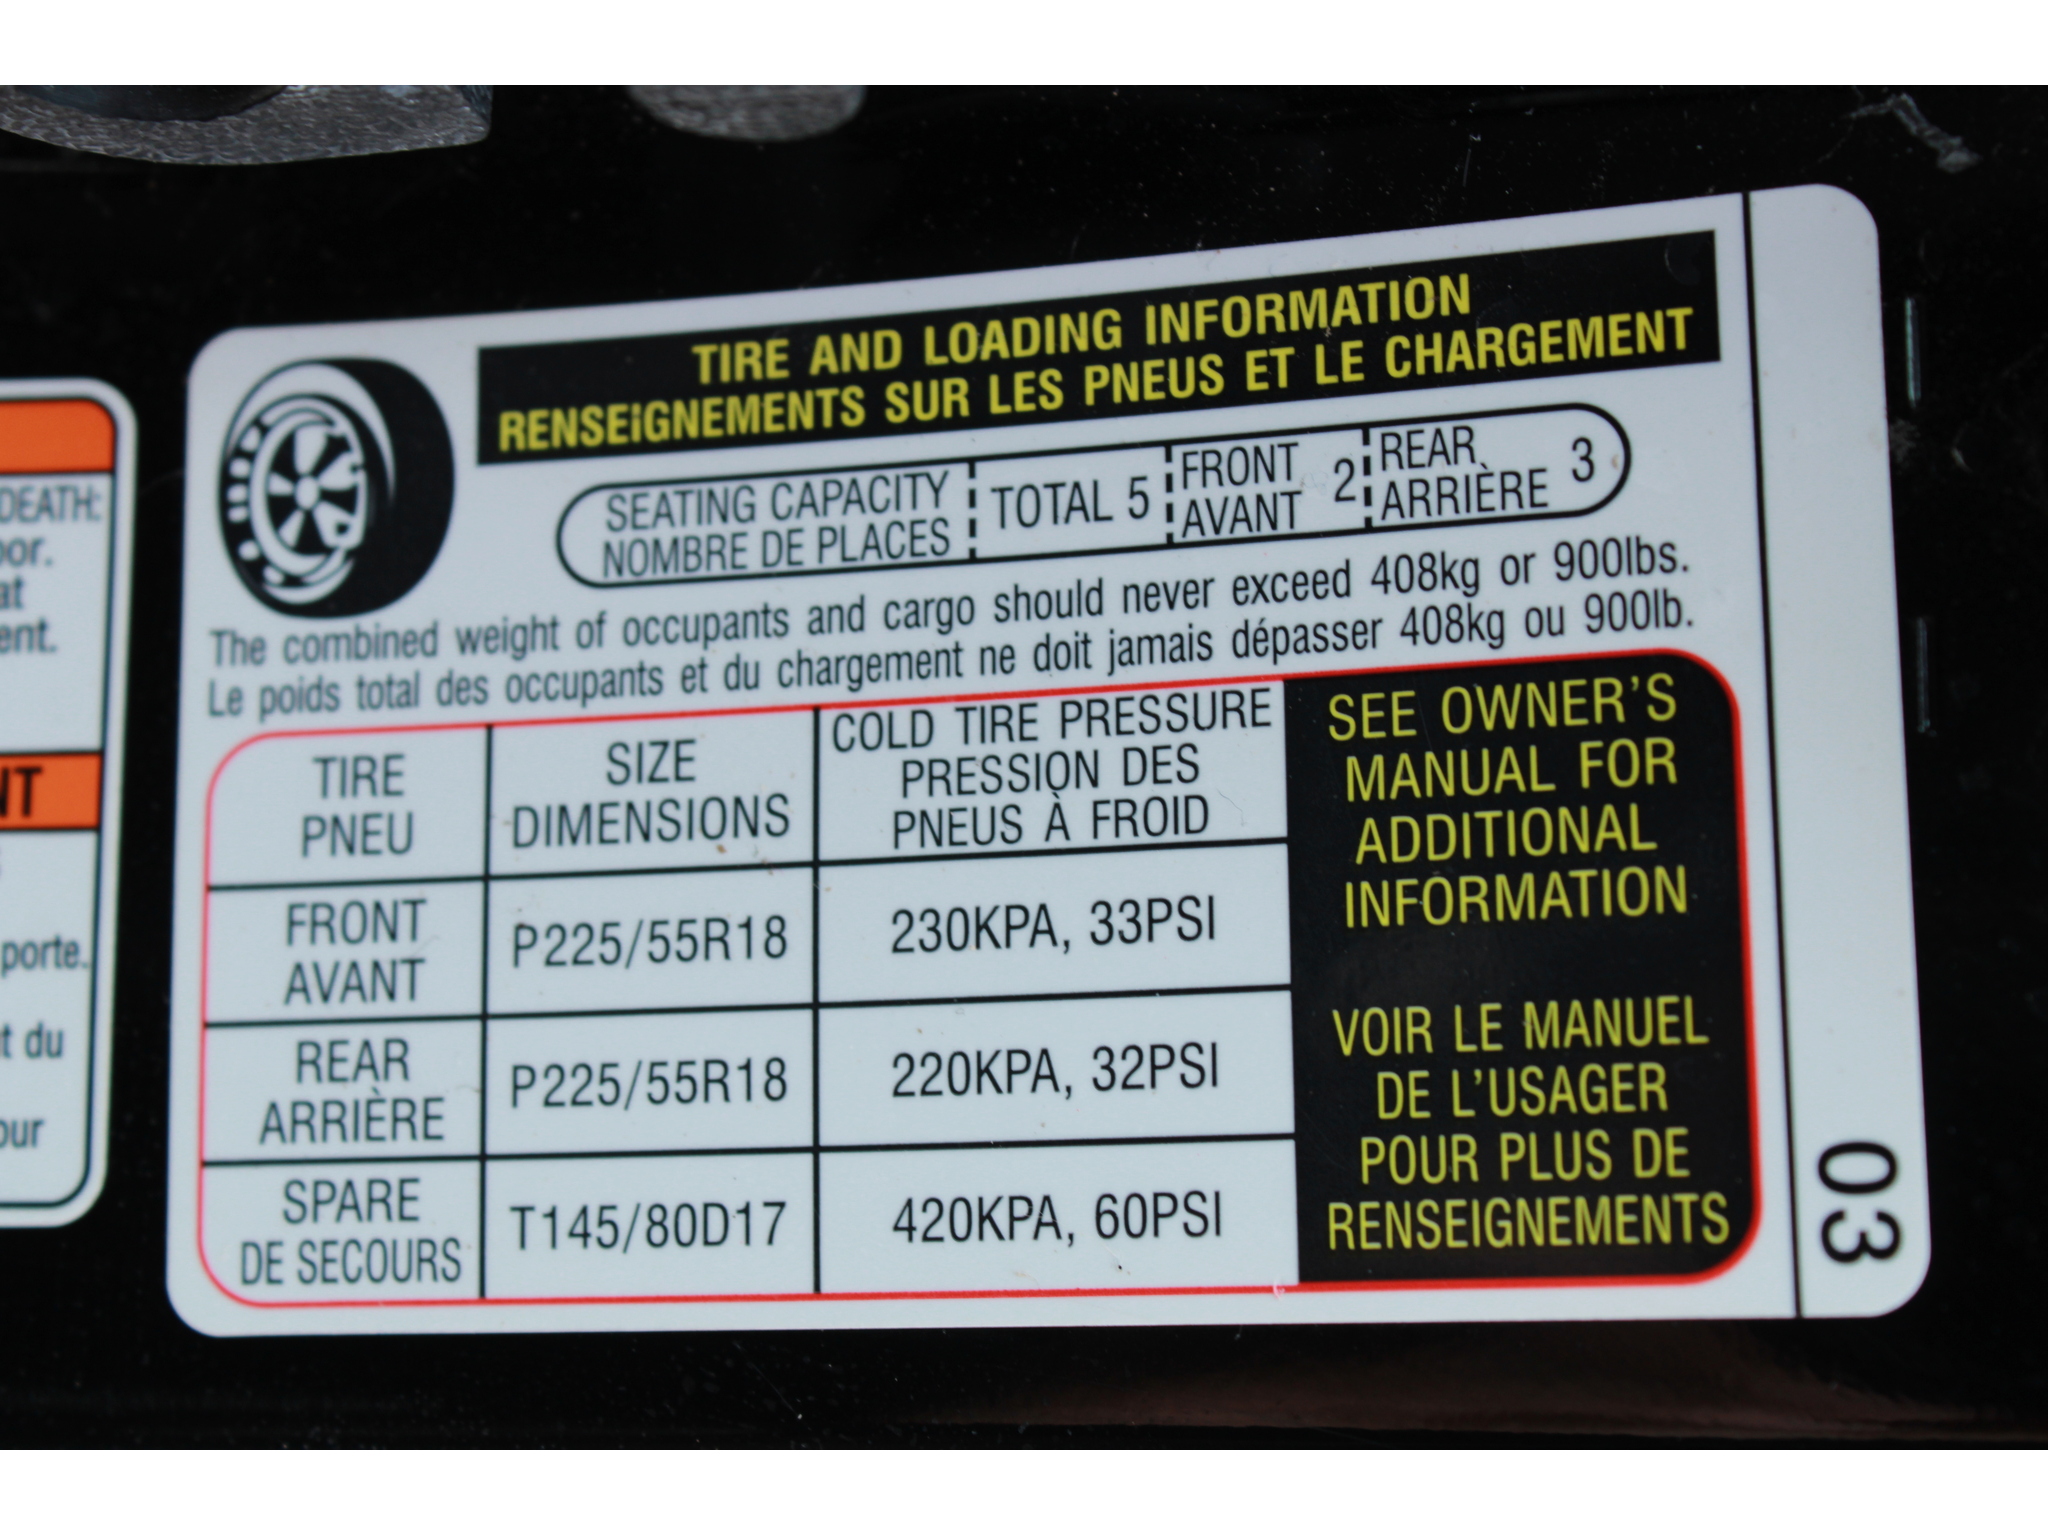 DEATH:
oor.
at
ent.
NT
porte.
t du
our
TIRE AND LOADING INFORMATION
RENSEiGNEMENTS SUR LES PNEUS ET LE CHARGEMENT
SEATING CAPACITY
NOMBRE DE PLACES
TOTAL 5
FRONT
AVANT
2
REAR
ARRIÈRE
3
The combined weight of occupants and cargo should never exceed 408kg or 900lbs.
Le poids total des occupants et du chargement ne doit jamais dépasser 408kg ou 900lb.
TIRE
PNEU
SIZE
DIMENSIONS
COLD TIRE PRESSURE
PRESSION DES
PNEUS À FROID
FRONT
AVANT
P225/55R18
230KPA, 33PSI
REAR
ARRIÈRE
P225/55R18
220KPA, 32PSI
SPARE
DE SECOURS
T145/80D17
420KPA, 60PSI
SEE OWNER'S
MANUAL FOR
ADDITIONAL
INFORMATION
VOIR LE MANUEL
DE L'USAGER
POUR PLUS DE
RENSEIGNEMENTS
03